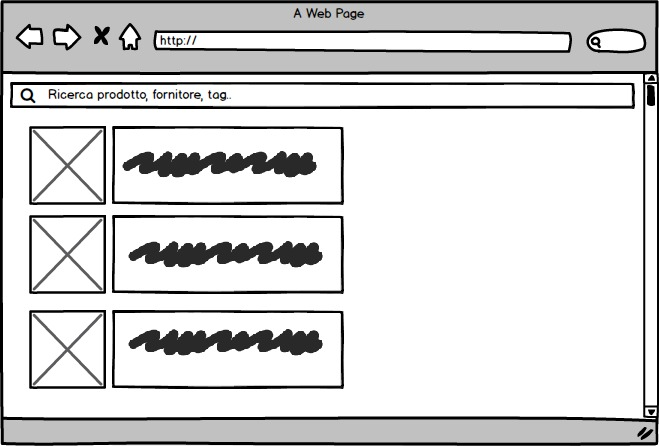 A Web Page
http://
Ricerca prodotto, fornitore, tag..